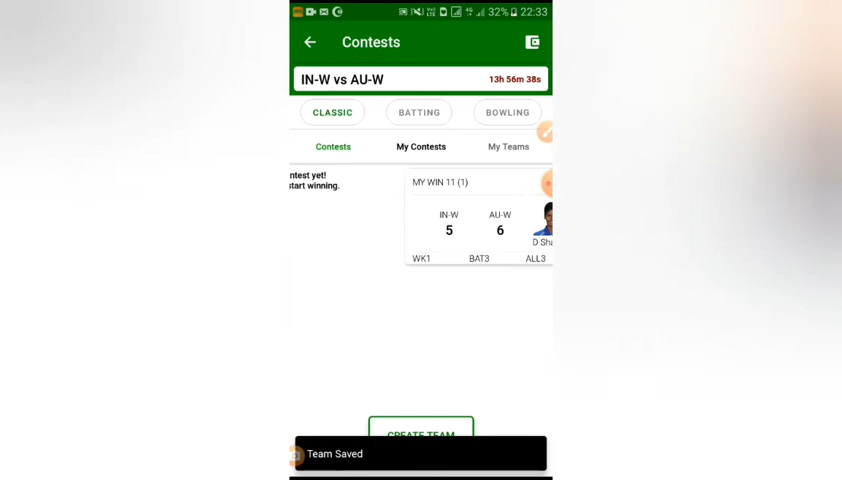 32% 22:33
Contests
IN-W vs AU-W 13h 56m 38s
CLASSIC BATTING BOWLING
Contests My Contests My Teams
ntest yet!
start winning.
MY WIN 11 (1)
IN-W AU-W
5 6
D Sha
WK1 BAT3 ALL3
CREATE TEAM
Team Saved